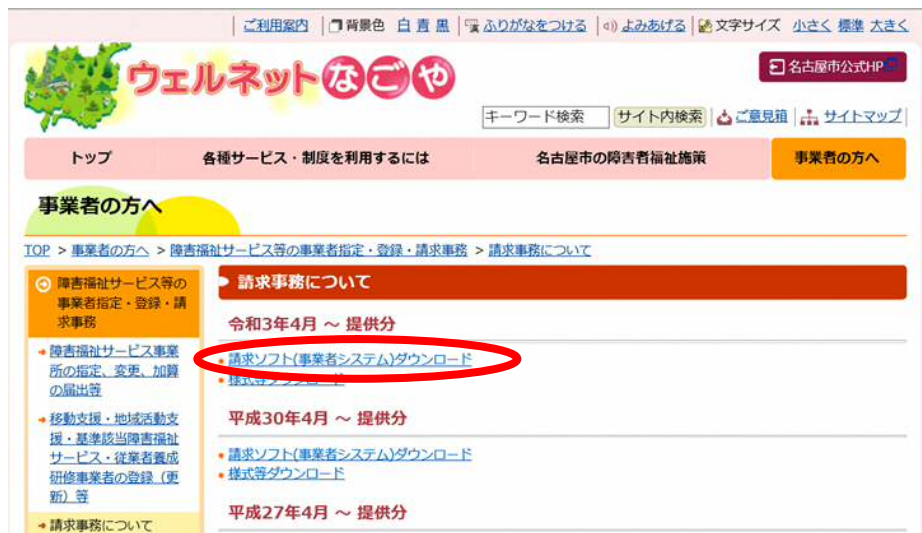 ご利用案内 背景色 白 青 黒 ふりがなをつける よみあげる 文字サイズ 小さく 標準 大きく
ウェルネットなごや
名古屋市公式HP
キーワード検索 サイト内検索 ご意見箱 サイトマップ
トップ 各種サービス・制度を利用するには 名古屋市の障害者福祉施策 事業者の方へ
事業者の方へ
TOP > 事業者の方へ > 障害福祉サービス等の事業者指定・登録・請求事務 > 請求事務について
障害福祉サービス等の
事業者指定・登録・請
求事務
障害福祉サービス事業
所の指定、変更、加算
の届出等
移動支援・地域活動支
援・基準該当障害福祉
サービス・従業者養成
研修事業者の登録（更
新）等
請求事務について
請求事務について
令和3年4月 ～ 提供分
請求ソフト(事業者システム)ダウンロード
様式等ダウンロード
平成30年4月 ～ 提供分
請求ソフト(事業者システム)ダウンロード
様式等ダウンロード
平成27年4月 ～ 提供分